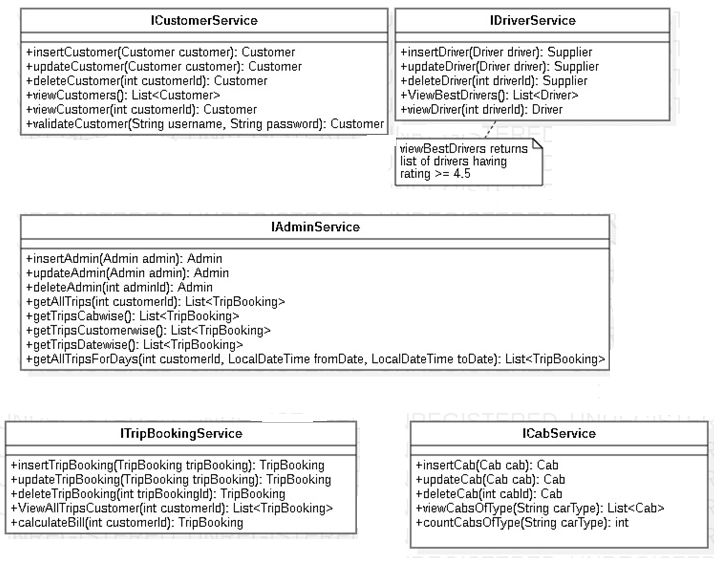 ICustomerService
+insertCustomer(Customer customer): Customer
+updateCustomer(Customer customer): Customer
+deleteCustomer(int customerId): Customer
+viewCustomers(): List<Customer>
+viewCustomer(int customerId): Customer
+validateCustomer(String username, String password): Customer
IDriverService
+insertDriver(Driver driver): Supplier
+updateDriver(Driver driver): Supplier
+deleteDriver(int driverId): Supplier
+ViewBestDrivers(): List<Driver>
+viewDriver(int driverId): Driver
viewBestDrivers returns
list of drivers having
rating >= 4.5
IAdminService
+insertAdmin(Admin admin): Admin
+updateAdmin(Admin admin): Admin
+deleteAdmin(int adminId): Admin
+getAllTrips(int customerId): List<TripBooking>
+getTripsCabwise(): List<TripBooking>
+getTripsCustomerwise(): List<TripBooking>
+getTripsDatewise(): List<TripBooking>
+getAllTripsForDays(int customerId, LocalDateTime fromDate, LocalDateTime toDate): List<TripBooking>
ITripBookingService
+insertTripBooking(TripBooking tripBooking): TripBooking
+updateTripBooking(TripBooking tripBooking): TripBooking
+deleteTripBooking(int tripBookingId): TripBooking
+ViewAllTripsCustomer(int customerId): List<TripBooking>
+calculateBill(int customerId): TripBooking
ICabService
+insertCab(Cab cab): Cab
+updateCab(Cab cab): Cab
+deleteCab(int cabId): Cab
+viewCabsOfType(String carType): List<Cab>
+countCabsOfType(String carType): int